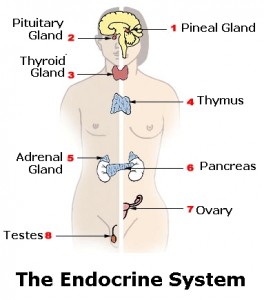 Pituitary
Gland 2
1 Pineal Gland
Thyroid
Gland 3
4 Thymus
Adrenal 5
Gland
6 Pancreas
7 Ovary
Testes 8
The Endocrine System